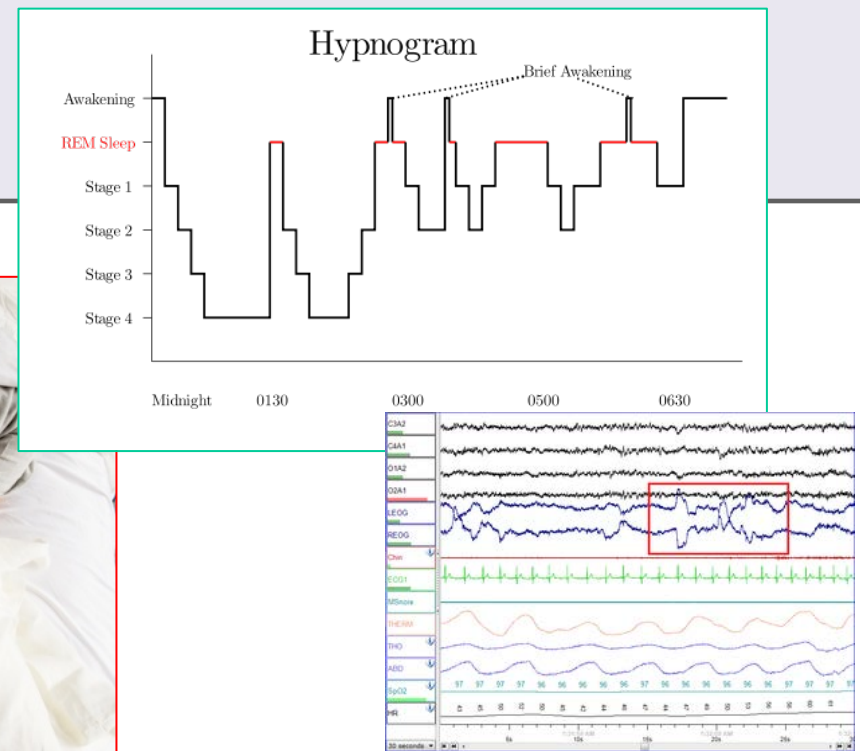 Hypnogram
Brief Awakening
Awakening
REM Sleep
Stage 1
Stage 2
Stage 3
Stage 4
Midnight 0130 0300 0500 0630
C3A2
C4A1
O1A2
O2A1
LEOG
REOG
Chin
ECG1
MSnore
THERM
THO
ABD
97 97 97 97 96 96 96 96 96 96 97 97 96 96 96 97 97 97 97
SpO2
HR
5s 10s 15s 20s 25s
30 seconds